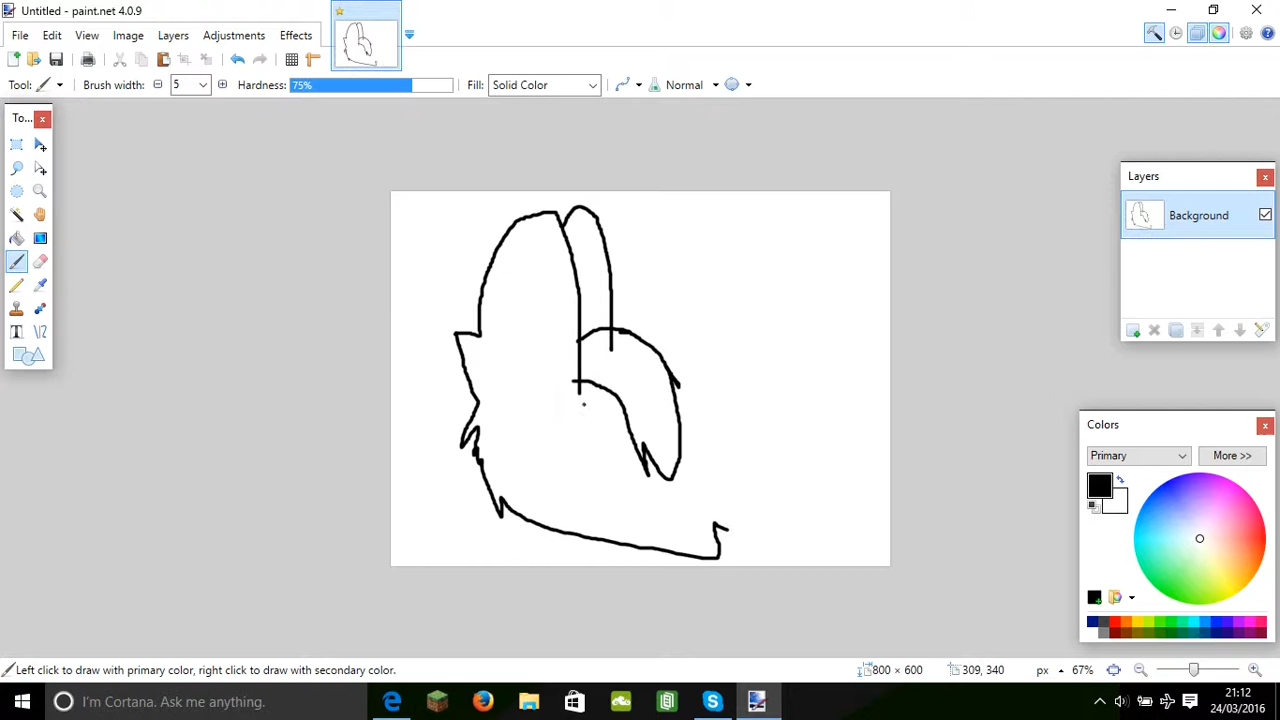 Untitled - paint.net 4.0.9
File Edit View Image Layers Adjustments Effects
Tool: Brush width: 5 Hardness: 75% Fill: Solid Color Normal
To...
Layers
Background
Colors
Primary More >>
Left click to draw with primary color, right click to draw with secondary color. 800 × 600 309, 340 px 67%
I'm Cortana. Ask me anything.
21:12
24/03/2016